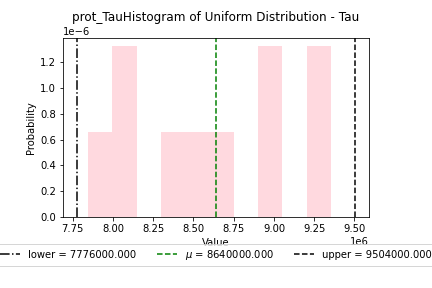 prot_TauHistogram of Uniform Distribution - Tau
1e−6
1.2
1.0
0.8
0.6
0.4
0.2
0.0
Probability
7.75 8.00 8.25 8.50 8.75 9.00 9.25 9.50
Value
1e6
lower = 7776000.000 μ = 8640000.000 upper = 9504000.000